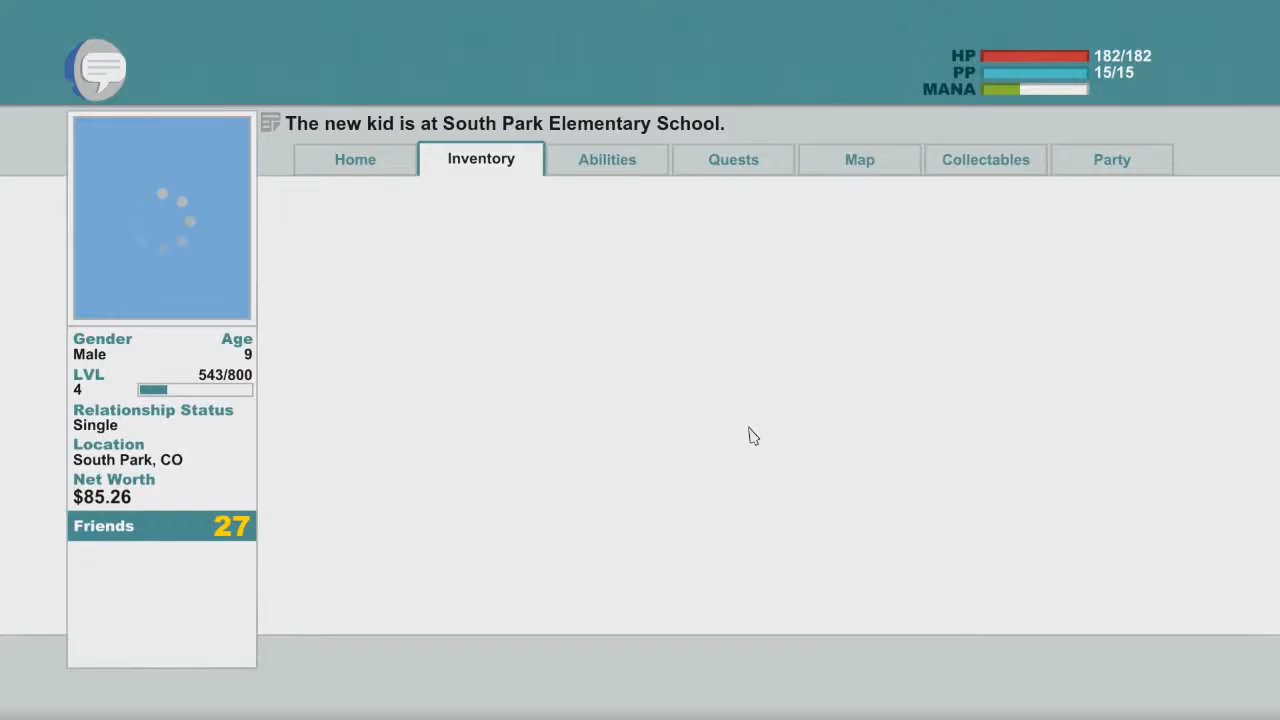 HP 182/182
PP 15/15
MANA
The new kid is at South Park Elementary School.
Home Inventory Abilities Quests Map Collectables Party
Gender Age
Male 9
LVL 543/800
4
Relationship Status
Single
Location
South Park, CO
Net Worth
$85.26
Friends 27